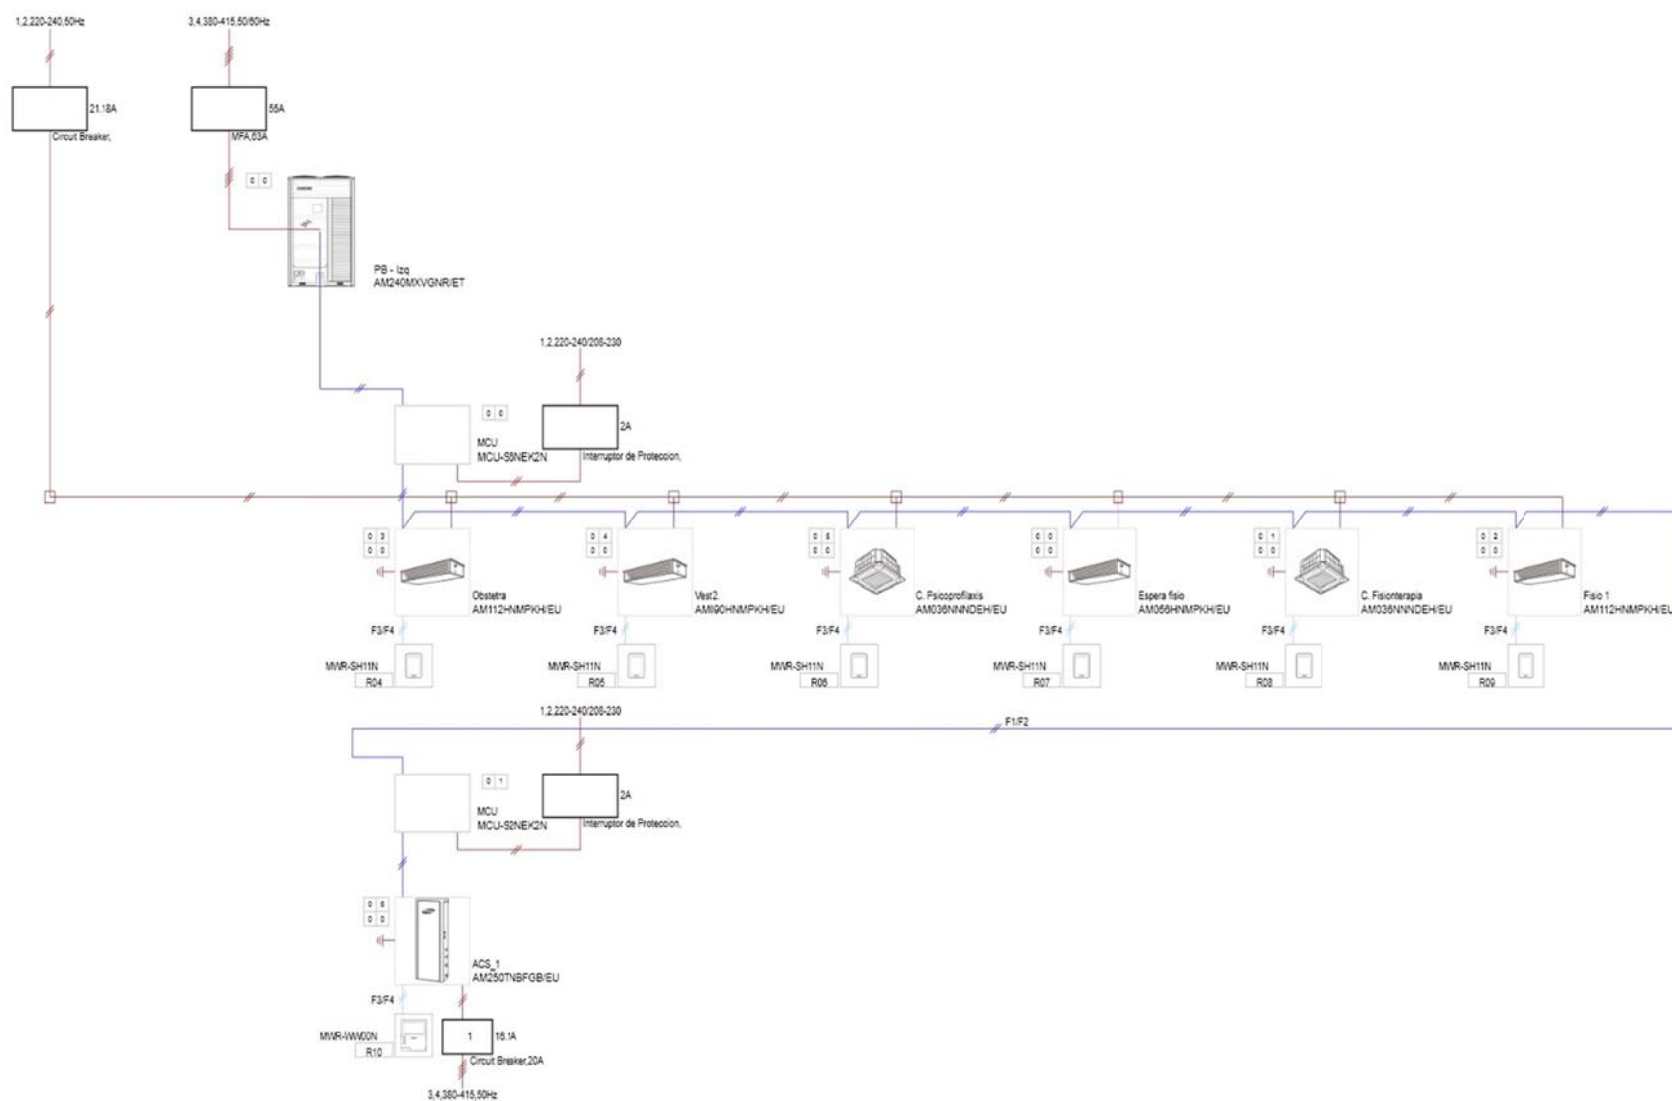 1,2,220-240,50Hz
3,4,380-415,50/60Hz
21.18A
Circuit Breaker,
55A
MFA,63A
0 0
PB - Izq
AM240MXVGNR/ET
1,2,220-240/208-230
0 0
MCU
MCU-S6NEK2N
2A
Interruptor de Proteccion,
0 3
0 0
Obstetra
AM112HNMPKH/EU
F3/F4
MWR-SH11N
R04
0 4
0 0
Vest2.
AM090HNMPKH/EU
F3/F4
MWR-SH11N
R05
0 5
0 0
C. Psicoprofilaxis
AM036NNNDEH/EU
F3/F4
MWR-SH11N
R06
0 0
0 0
Espera fisio
AM056HNMPKH/EU
F3/F4
MWR-SH11N
R07
0 1
0 0
C. Fisionterapia
AM036NNNDEH/EU
F3/F4
MWR-SH11N
R08
0 2
0 0
Fisio 1
AM112HNMPKH/EU
F3/F4
MWR-SH11N
R09
1,2,220-240/208-230
F1/F2
0 1
MCU
MCU-S2NEK2N
2A
Interruptor de Proteccion,
0 6
0 0
ACS_1
AM250TNBFGB/EU
F3/F4
MWR-WW00N
R10
1
16.1A
Circuit Breaker,20A
3,4,380-415,50Hz